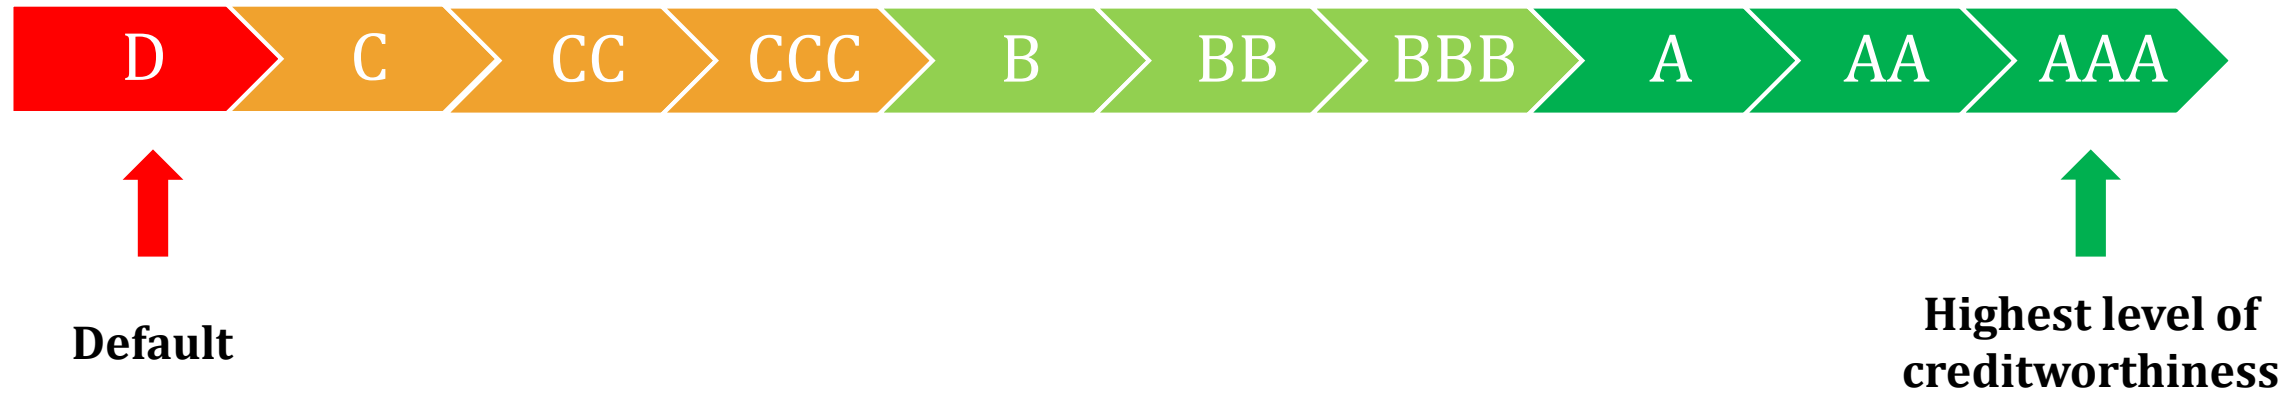 D C CC CCC B BB BBB A AA AAA
Default
Highest level of
creditworthiness